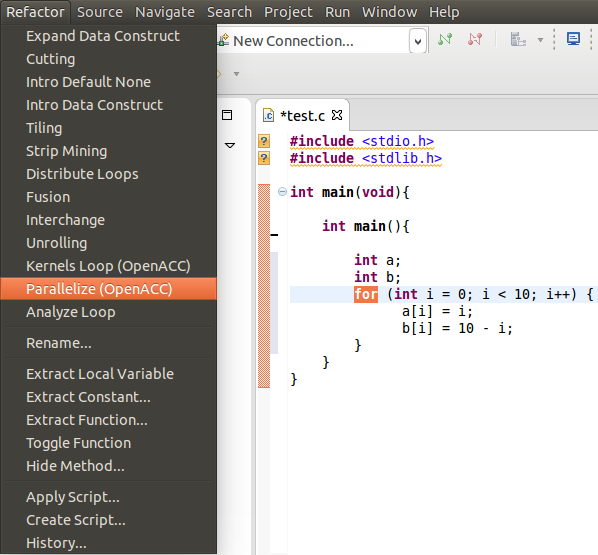 Refactor Source Navigate Search Project Run Window Help
Expand Data Construct
Cutting
Intro Default None
Intro Data Construct
Tiling
Strip Mining
Distribute Loops
Fusion
Interchange
Unrolling
Kernels Loop (OpenACC)
Parallelize (OpenACC)
Analyze Loop
Rename...
Extract Local Variable
Extract Constant...
Extract Function...
Toggle Function
Hide Method...
Apply Script...
Create Script...
History...
New Connection...
*test.c
#include <stdio.h>
#include <stdlib.h>
int main(void){
int main(){
int a;
int b;
for (int i = 0; i < 10; i++) {
a[i] = i;
b[i] = 10 - i;
}
}
}